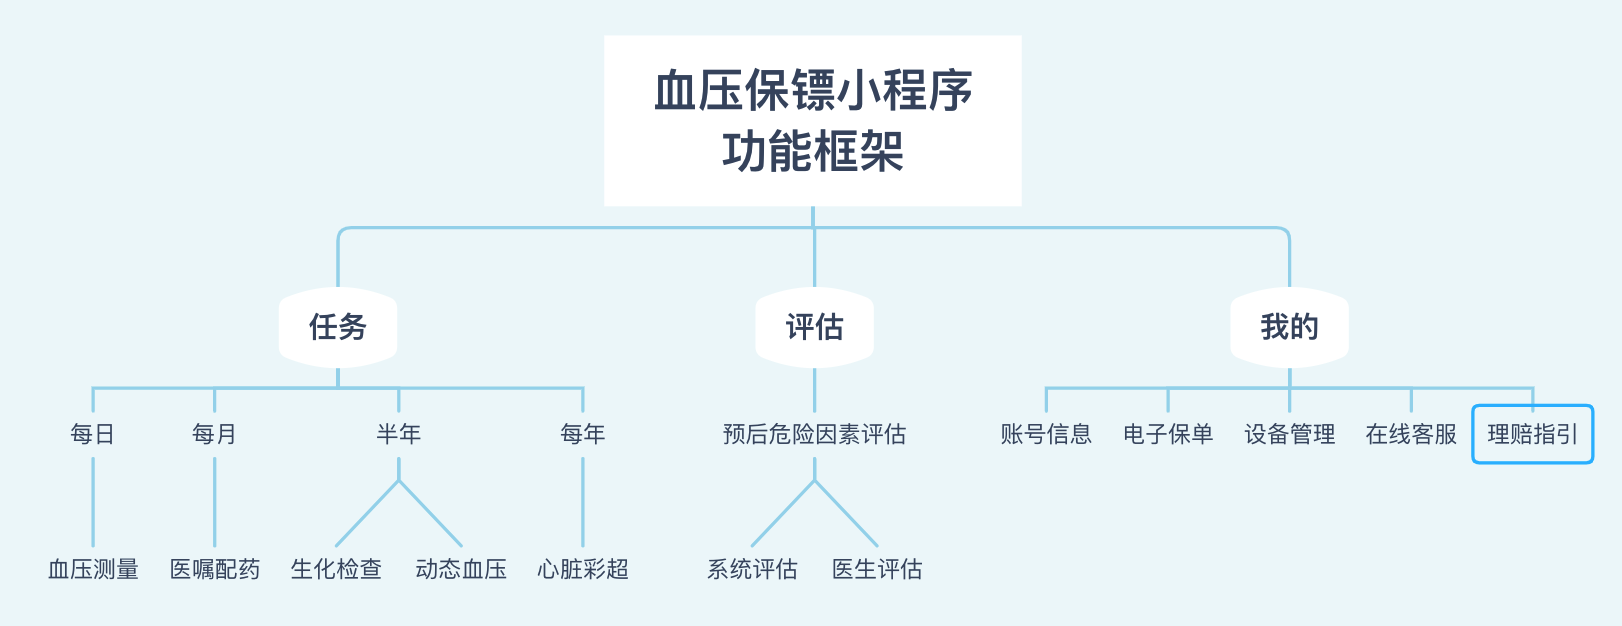 血压保镖小程序
功能框架
任务
评估
我的
每日
每月
半年
每年
预后危险因素评估
账号信息
电子保单
设备管理
在线客服
理赔指引
血压测量
医嘱配药
生化检查
动态血压
心脏彩超
系统评估
医生评估